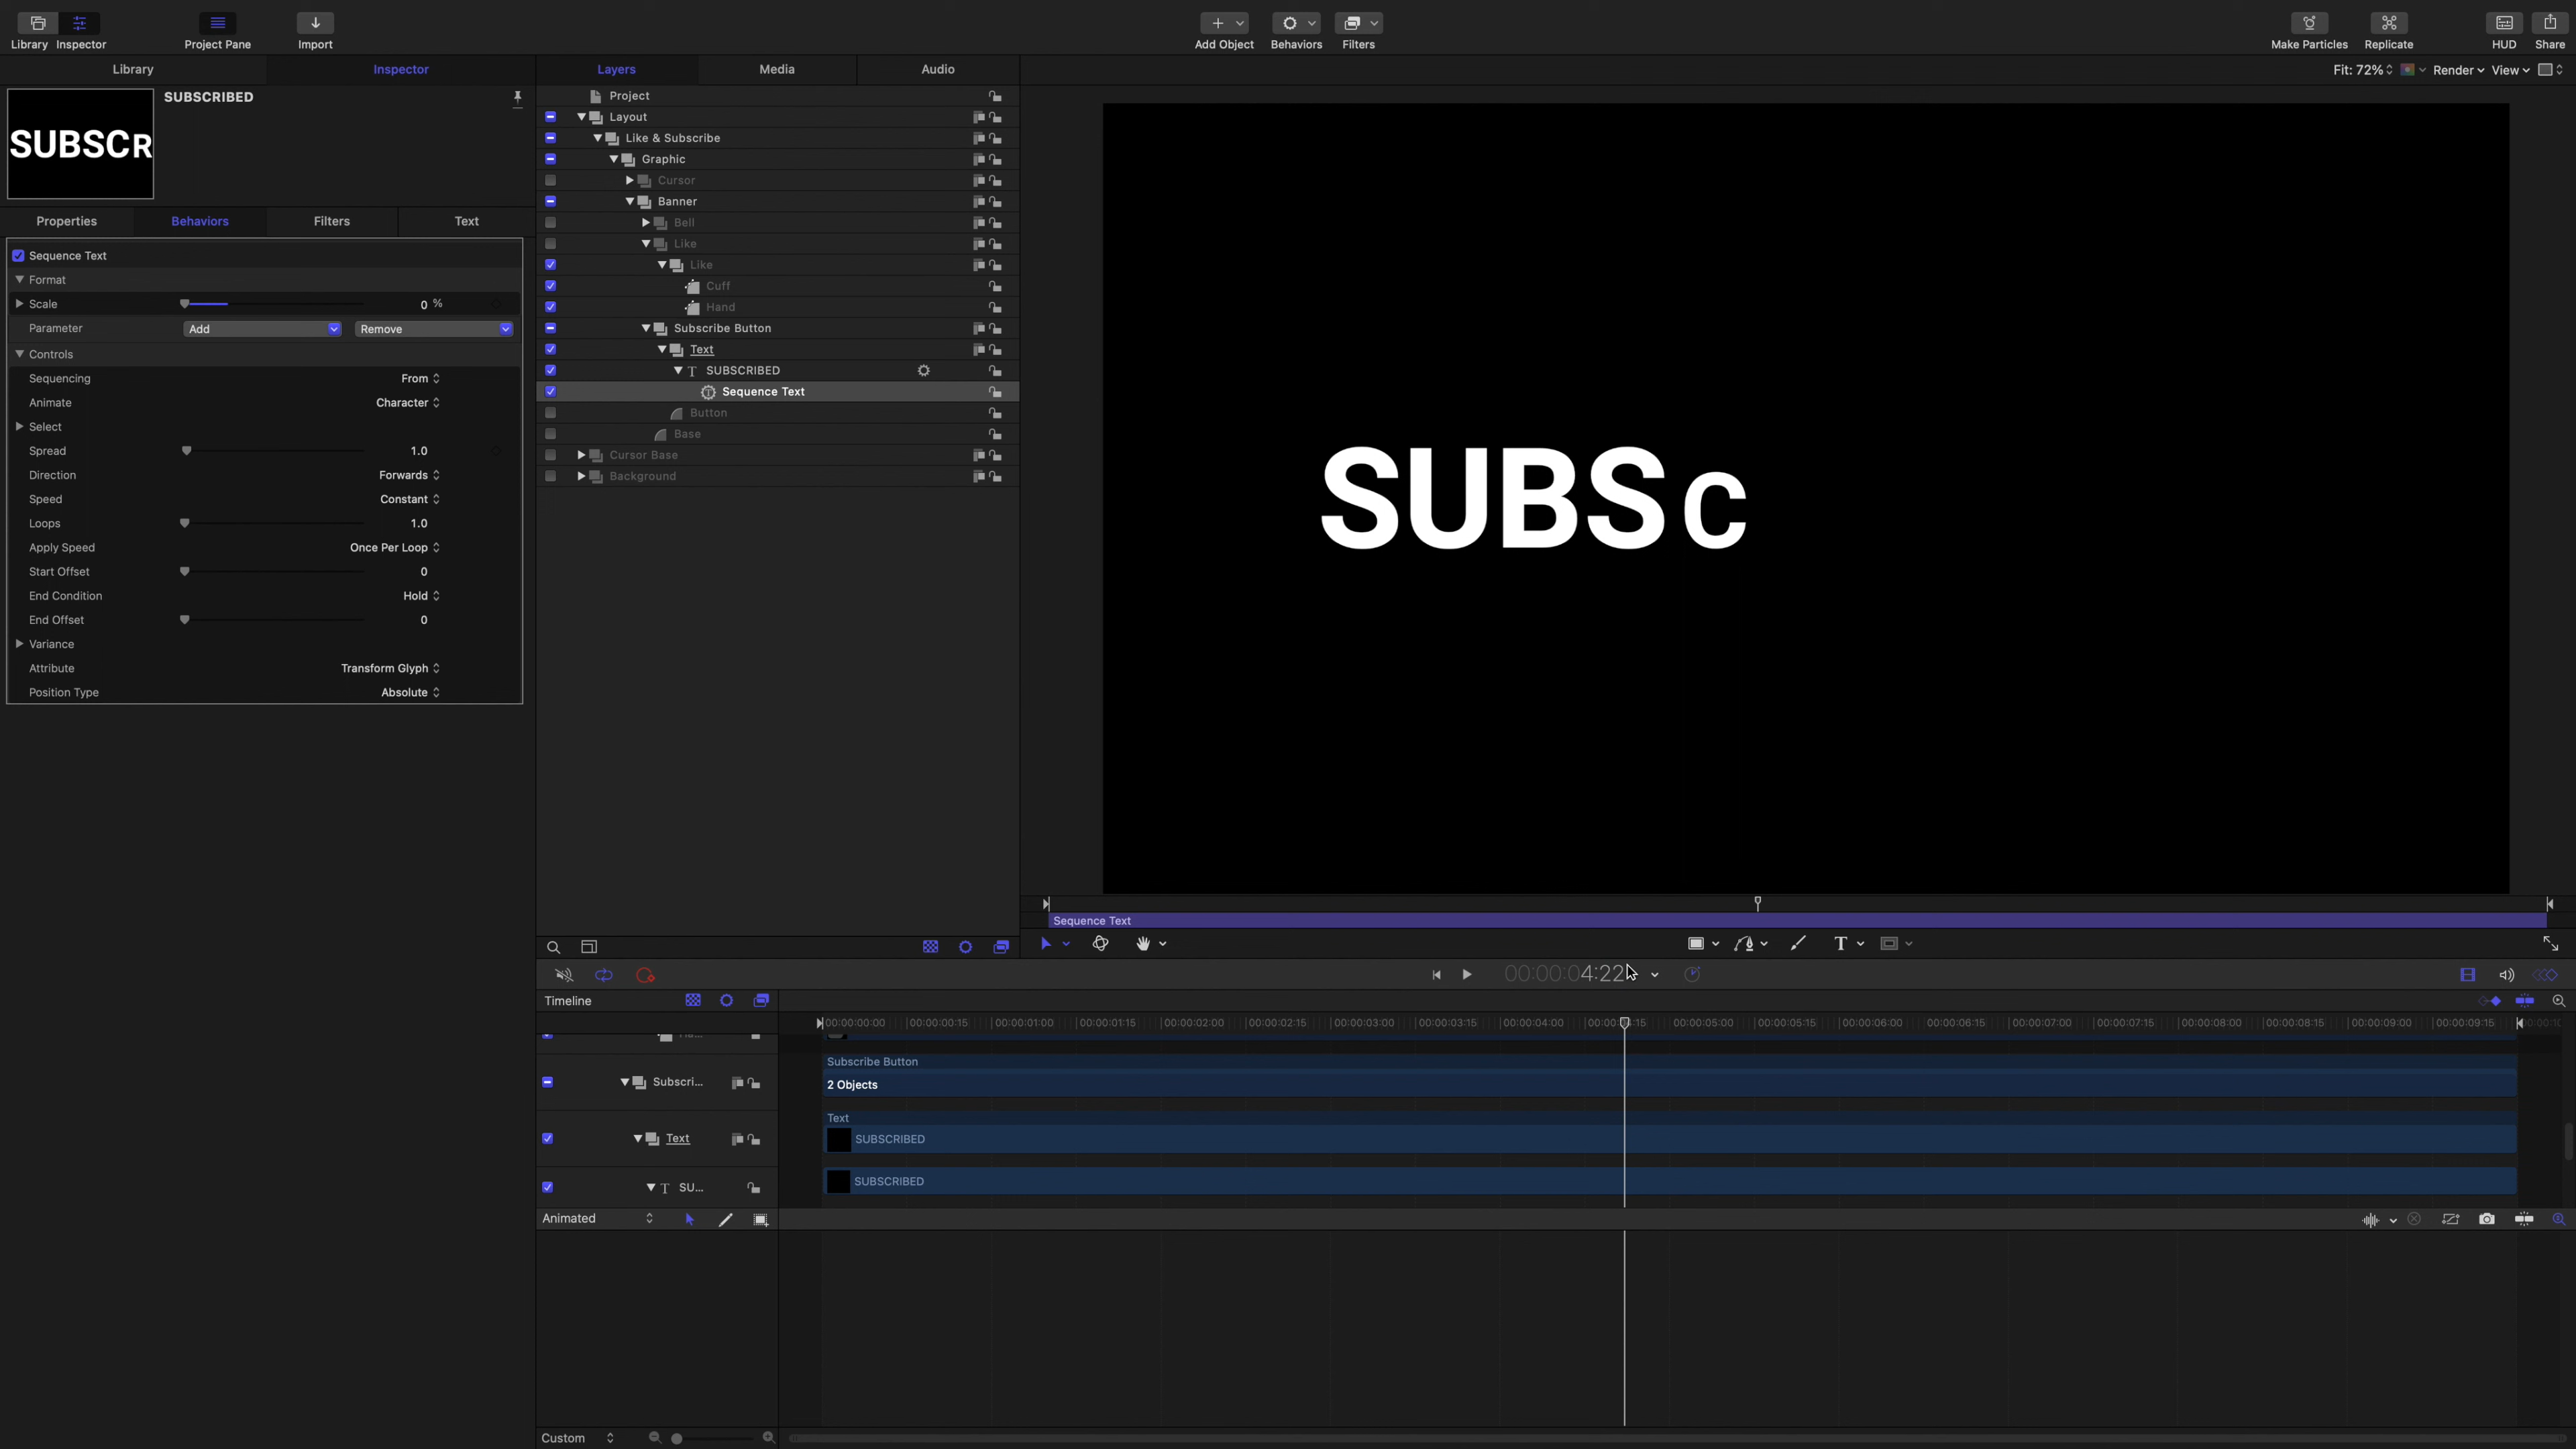 Library Inspector
Project Pane
Import
Add Object
Behaviors
Filters
Make Particles
Replicate
HUD
Share
Library
Inspector
Layers
Media
Audio
Fit: 72%
Render
View
SUBSCRIBED
SUBSCR
Properties
Behaviors
Filters
Text
Sequence Text
Format
Scale 0 %
Parameter Add Remove
Controls
Sequencing From
Animate Character
Select
Spread 1.0
Direction Forwards
Speed Constant
Loops 1.0
Apply Speed Once Per Loop
Start Offset 0
End Condition Hold
End Offset 0
Variance
Attribute Transform Glyph
Position Type Absolute
Project
Layout
Like & Subscribe
Graphic
Cursor
Banner
Bell
Like
Like
Cuff
Hand
Subscribe Button
Text
T SUBSCRIBED
Sequence Text
Button
Base
Cursor Base
Background
SUBSC
Sequence Text
T
00:00:04:22
Timeline
00:00:00:00 00:00:00:15 00:00:01:00 00:00:01:15 00:00:02:00 00:00:02:15 00:00:03:00 00:00:03:15 00:00:04:00 00:00:04:15 00:00:05:00 00:00:05:15 00:00:06:00 00:00:06:15 00:00:07:00 00:00:07:15 00:00:08:00 00:00:08:15 00:00:09:00 00:00:09:15
Subscribe Button
Subscri... 2 Objects
Text
Text SUBSCRIBED
T SU... SUBSCRIBED
Animated
Custom